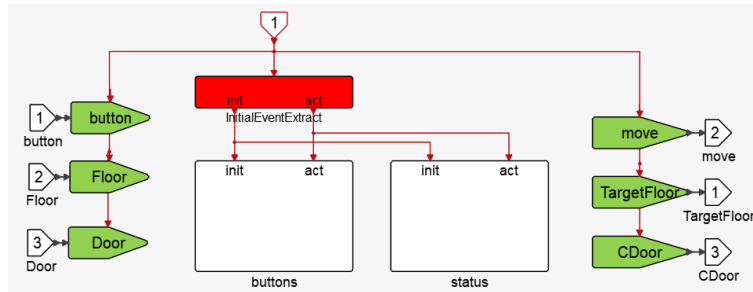 1
init act
InitialEventExtract
1
button
button
2
Floor
Floor
3
Door
Door
init act
buttons
init act
status
move
2
move
TargetFloor
1
TargetFloor
CDoor
3
CDoor